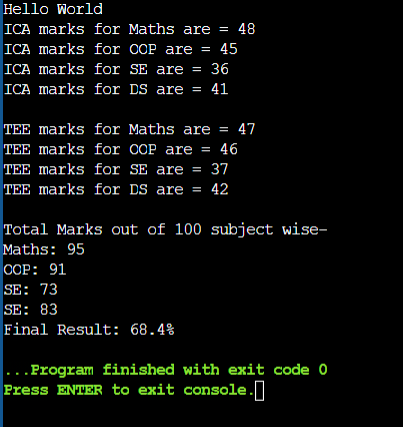 Hello World
ICA marks for Maths are = 48
ICA marks for OOP are = 45
ICA marks for SE are = 36
ICA marks for DS are = 41
TEE marks for Maths are = 47
TEE marks for OOP are = 46
TEE marks for SE are = 37
TEE marks for DS are = 42
Total Marks out of 100 subject wise-
Maths: 95
OOP: 91
SE: 73
SE: 83
Final Result: 68.4%
...Program finished with exit code 0
Press ENTER to exit console.